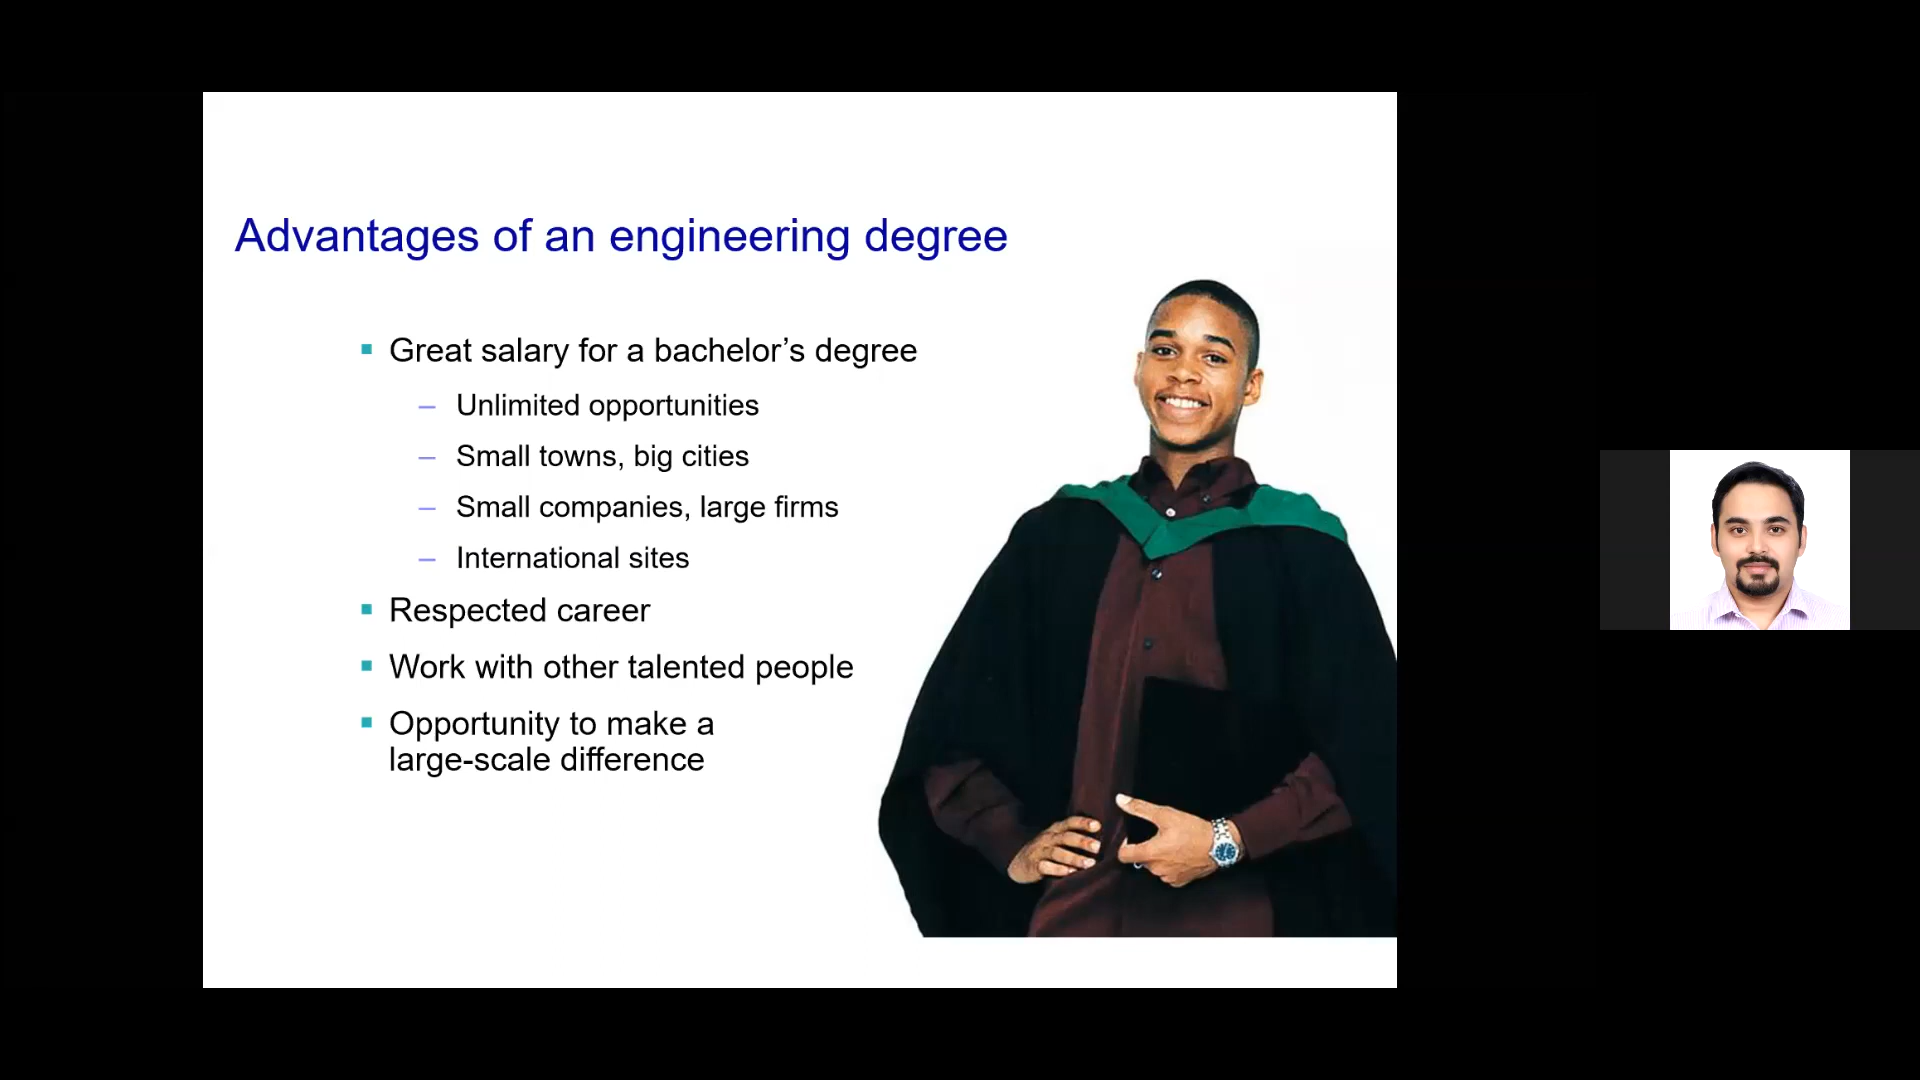 Advantages of an engineering degree
▪ Great salary for a bachelor’s degree
– Unlimited opportunities
– Small towns, big cities
– Small companies, large firms
– International sites
▪ Respected career
▪ Work with other talented people
▪ Opportunity to make a
large-scale difference